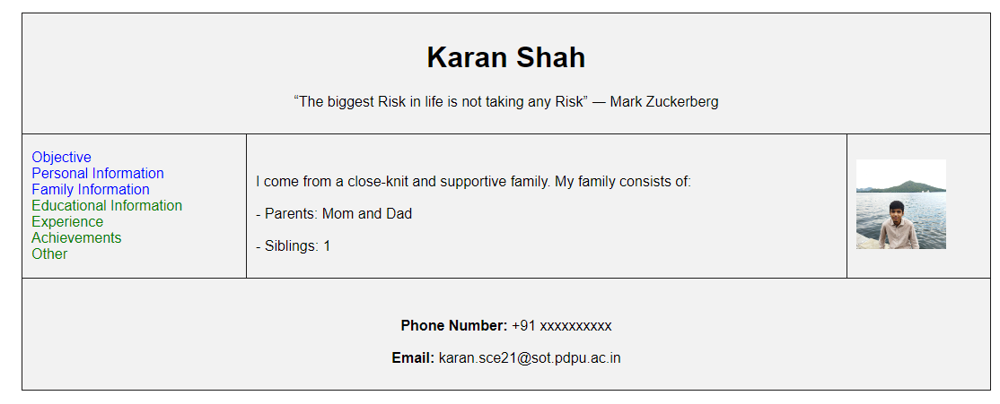 Karan Shah
“The biggest Risk in life is not taking any Risk” — Mark Zuckerberg
Objective
Personal Information
Family Information
Educational Information
Experience
Achievements
Other
I come from a close-knit and supportive family. My family consists of:
- Parents: Mom and Dad
- Siblings: 1
Phone Number: +91 xxxxxxxxxx
Email: karan.sce21@sot.pdpu.ac.in